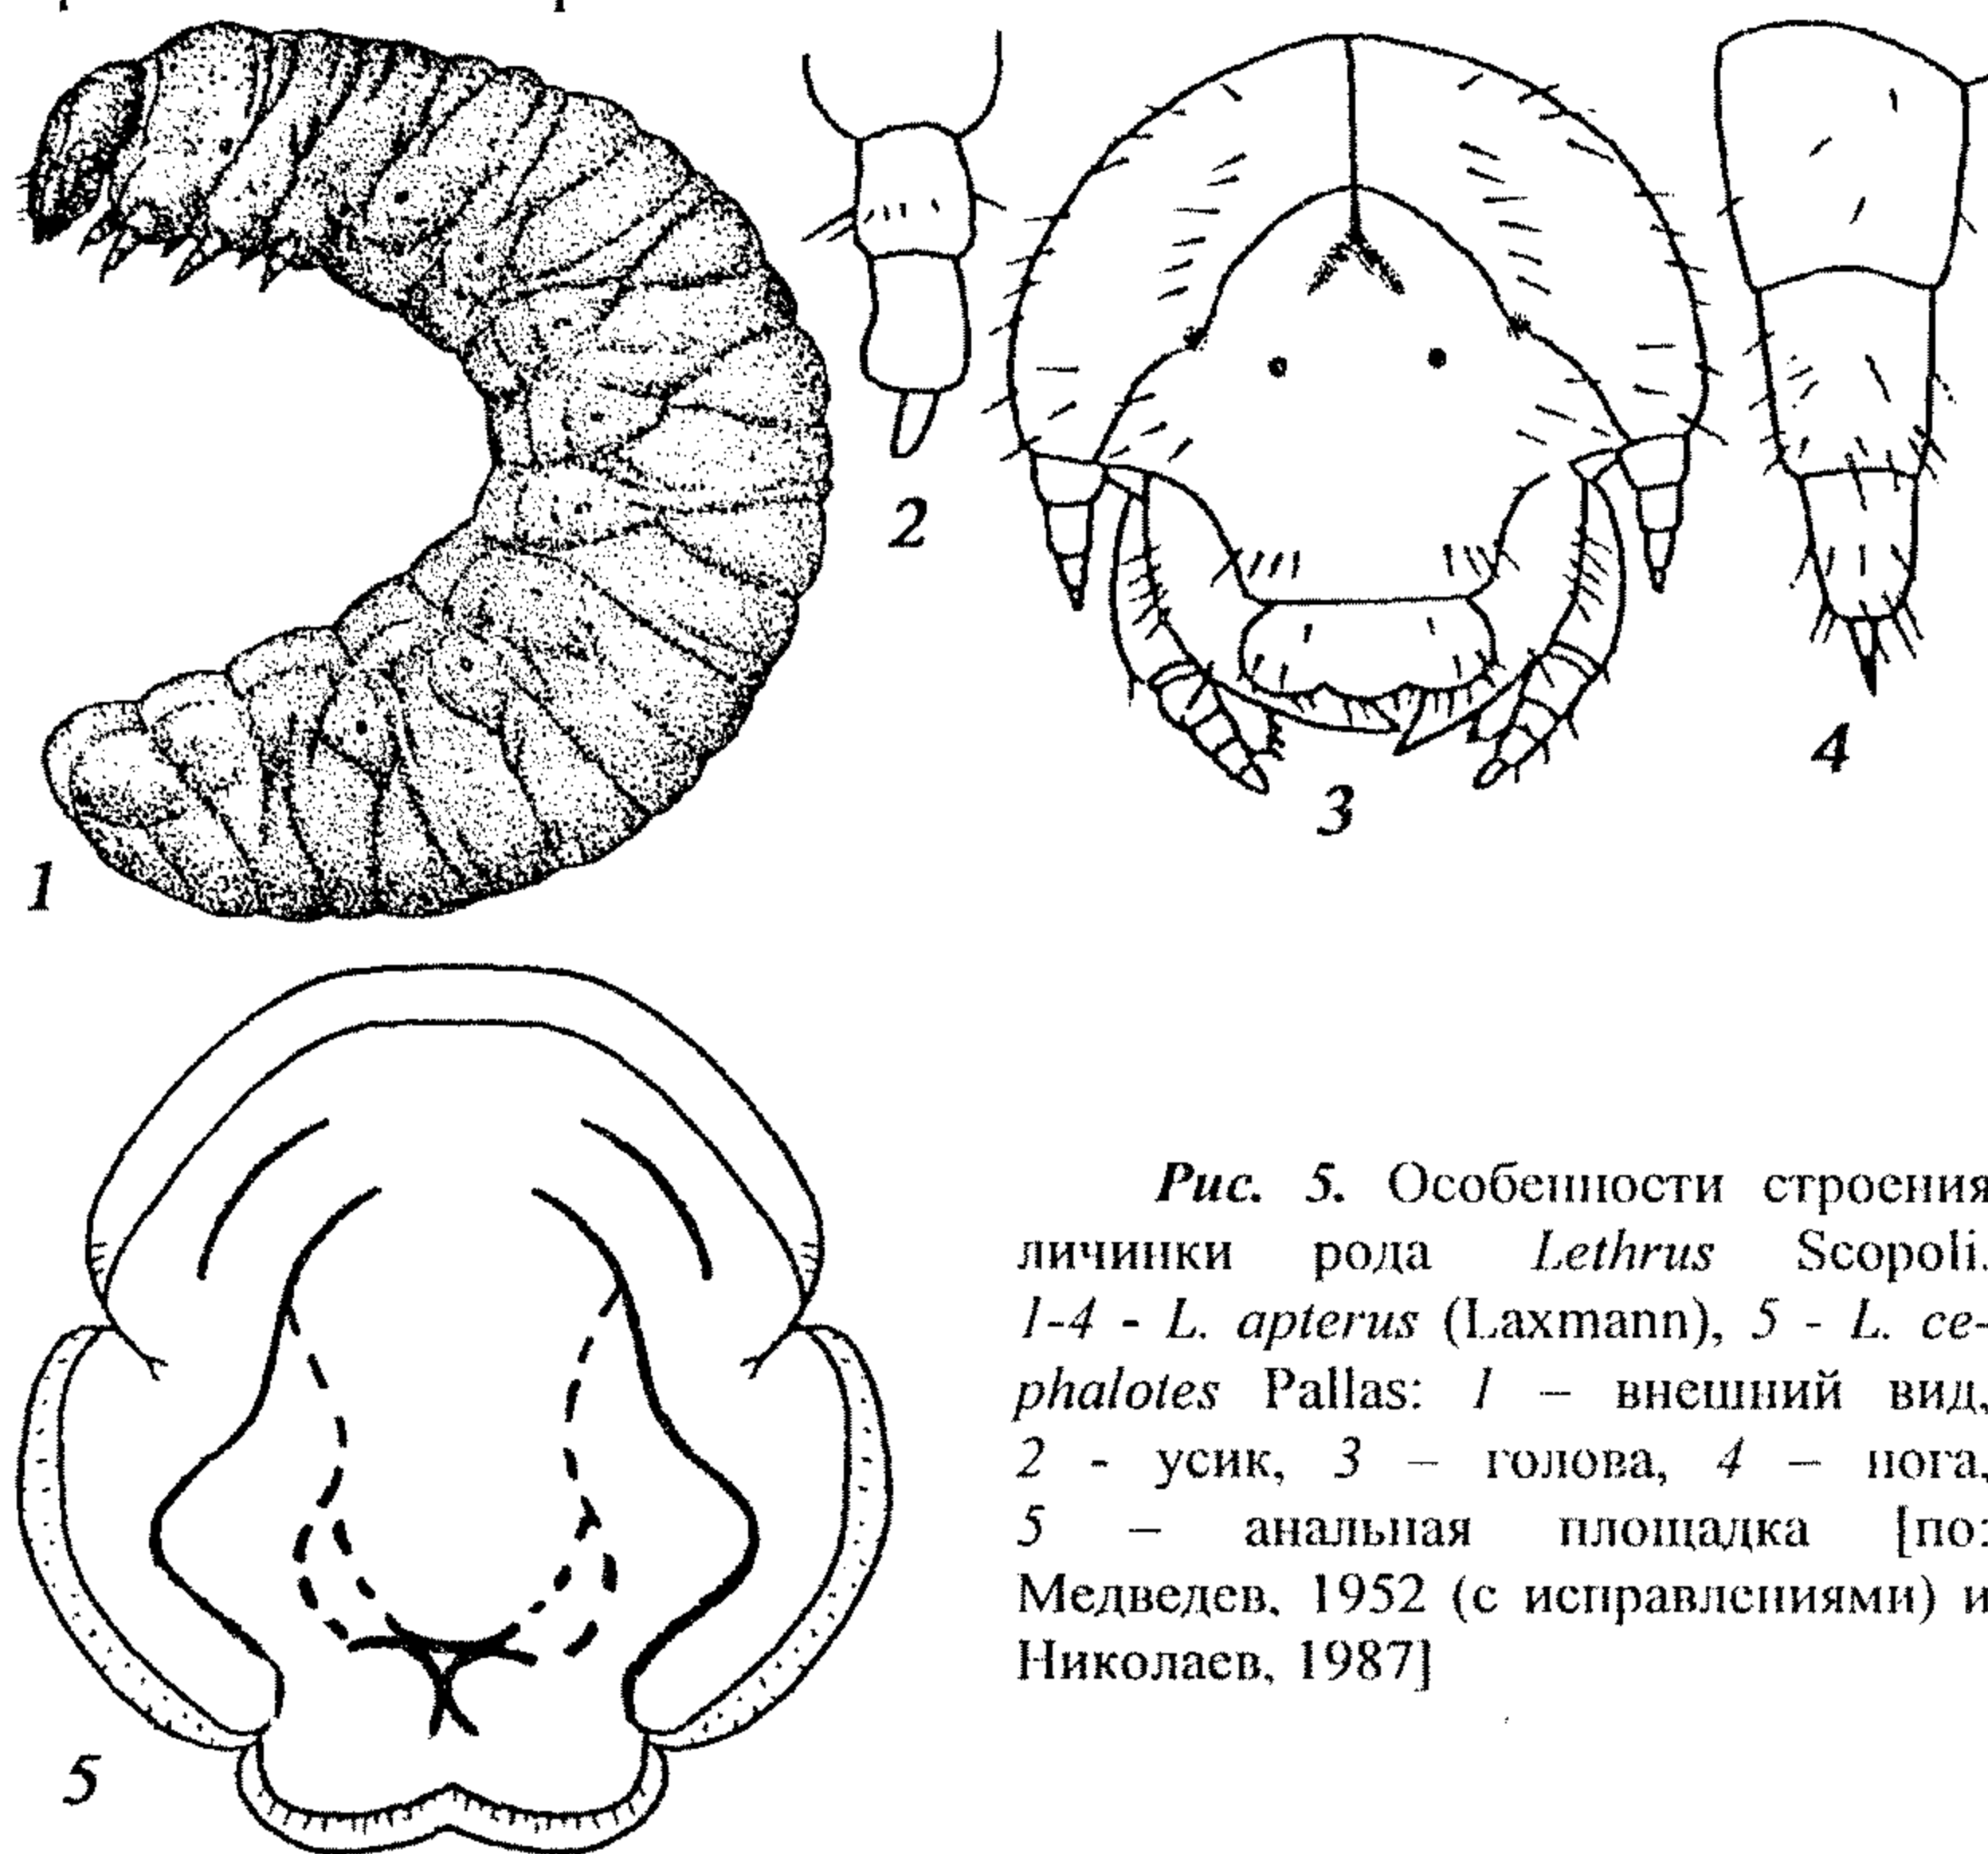 1
2
3
4
5
Рис. 5. Особенности строения
личинки рода Lethrus Scopoli.
1-4 - L. apterus (Laxmann), 5 - L. ce-
phalotes Pallas: 1 – внешний вид,
2 - усик, 3 – голова, 4 – нога,
5 – анальная площадка [по:
Медведев, 1952 (с исправлениями) и
Николаев, 1987]